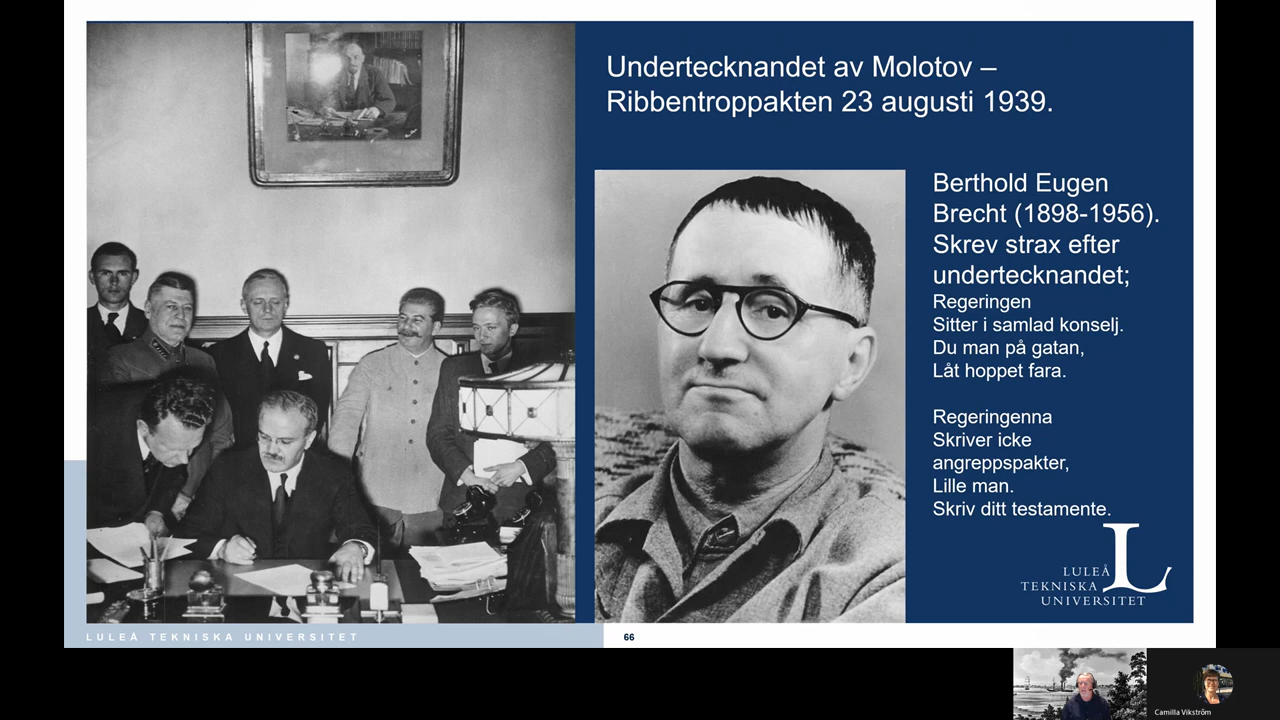 Undertecknandet av Molotov –
Ribbentroppakten 23 augusti 1939.
Berthold Eugen
Brecht (1898-1956).
Skrev strax efter
undertecknandet;
Regeringen
Sitter i samlad konselj.
Du man på gatan,
Låt hoppet fara.
Regeringenna
Skriver icke
angreppspakter,
Lille man.
Skriv ditt testamente.
LULEÅ
TEKNISKA
UNIVERSITET
L
LULEÅ TEKNISKA UNIVERSITET
66
Camilla Vikström